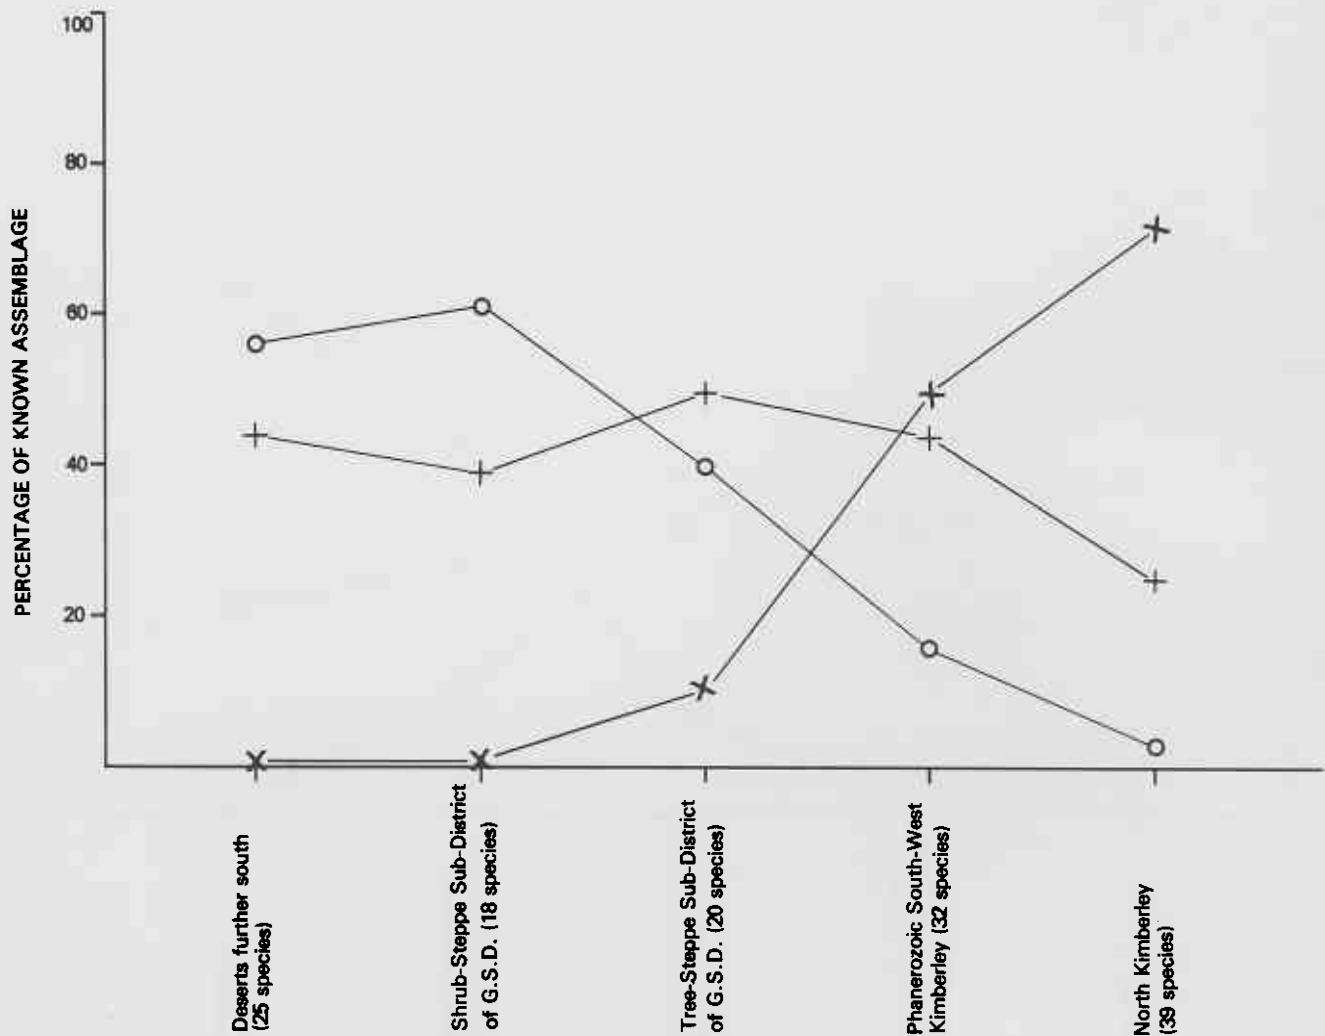 100
80
60
40
20
PERCENTAGE OF KNOWN ASSEMBLAGE
Deserts further south
(25 species)
Shrub-Steppe Sub-District
of G.S.D. (18 species)
Tree-Steppe Sub-District
of G.S.D. (20 species)
Phanerozoic South-West
Kimberley (32 species)
North Kimberley
(39 species)